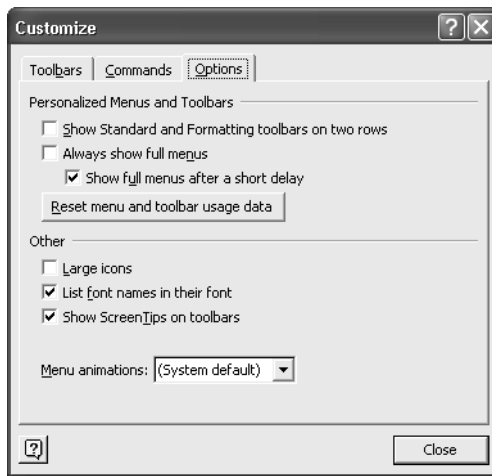 Customize
Toolbars Commands Options
Personalized Menus and Toolbars
Show Standard and Formatting toolbars on two rows
Always show full menus
Show full menus after a short delay
Reset menu and toolbar usage data
Other
Large icons
List font names in their font
Show ScreenTips on toolbars
Menu animations: (System default)
Close